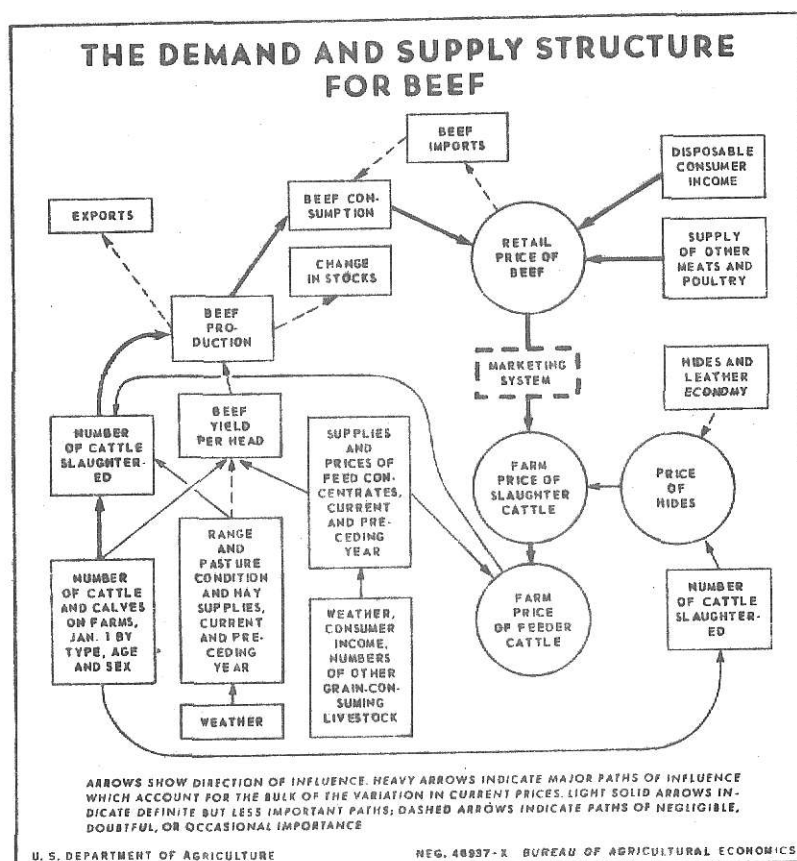 THE DEMAND AND SUPPLY STRUCTURE
FOR BEEF
BEEF
IMPORTS
DISPOSABLE
CONSUMER
INCOME
BEEF CON-
SUMPTION
EXPORTS
RETAIL
PRICE OF
BEEF
SUPPLY
OF OTHER
MEATS AND
POULTRY
CHANGE
IN STOCKS
BEEF
PRO-
DUCTION
MARKETING
SYSTEM
HIDES AND
LEATHER
ECONOMY
NUMBER
OF CATTLE
SLAUGHTER-
ED
BEEF
YIELD
PER HEAD
SUPPLIES
AND
PRICES OF
FEED CON-
CENTRATES,
CURRENT
AND PRE-
CEDING
YEAR
FARM
PRICE OF
SLAUGHTER
CATTLE
PRICE
OF
HIDES
NUMBER
OF CATTLE
AND CALVES
ON FARMS,
JAN. 1 BY
TYPE, AGE
AND SEX
RANGE
AND
PASTURE
CONDITION
AND HAY
SUPPLIES,
CURRENT
AND PRE-
CEDING
YEAR
WEATHER,
CONSUMER
INCOME,
NUMBERS
OF OTHER
GRAIN-CON-
SUMING
LIVESTOCK
FARM
PRICE
OF FEEDER
CATTLE
NUMBER
OF CATTLE
SLAUGHTER-
ED
WEATHER
ARROWS SHOW DIRECTION OF INFLUENCE. HEAVY ARROWS INDICATE MAJOR PATHS OF INFLUENCE
WHICH ACCOUNT FOR THE BULK OF THE VARIATION IN CURRENT PRICES. LIGHT SOLID ARROWS IN-
DICATE DEFINITE BUT LESS IMPORTANT PATHS; DASHED ARROWS INDICATE PATHS OF NEGLIGIBLE,
DOUBTFUL, OR OCCASIONAL IMPORTANCE
U. S. DEPARTMENT OF AGRICULTURE
NEG. 46937-X BUREAU OF AGRICULTURAL ECONOMICS